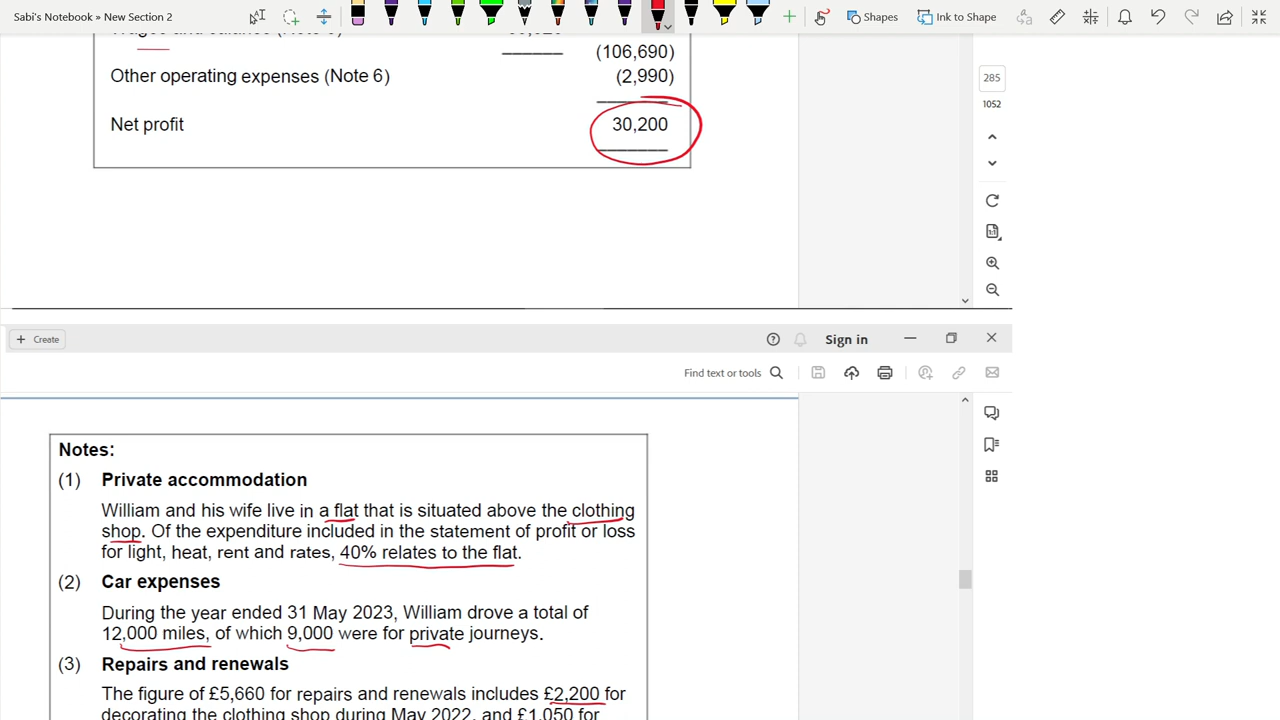 Sabi's Notebook » New Section 2
Shapes
Ink to Shape
Wages and
(106,690)
Other operating expenses (Note 6)
(2,990)
Net profit
30,200
285
1052
Create
Sign in
Find text or tools
Notes:
(1) Private accommodation
William and his wife live in a flat that is situated above the clothing
shop. Of the expenditure included in the statement of profit or loss
for light, heat, rent and rates, 40% relates to the flat.
(2) Car expenses
During the year ended 31 May 2023, William drove a total of
12,000 miles, of which 9,000 were for private journeys.
(3) Repairs and renewals
The figure of £5,660 for repairs and renewals includes £2,200 for
decorating the clothing shop during May 2022, and £1,050 for